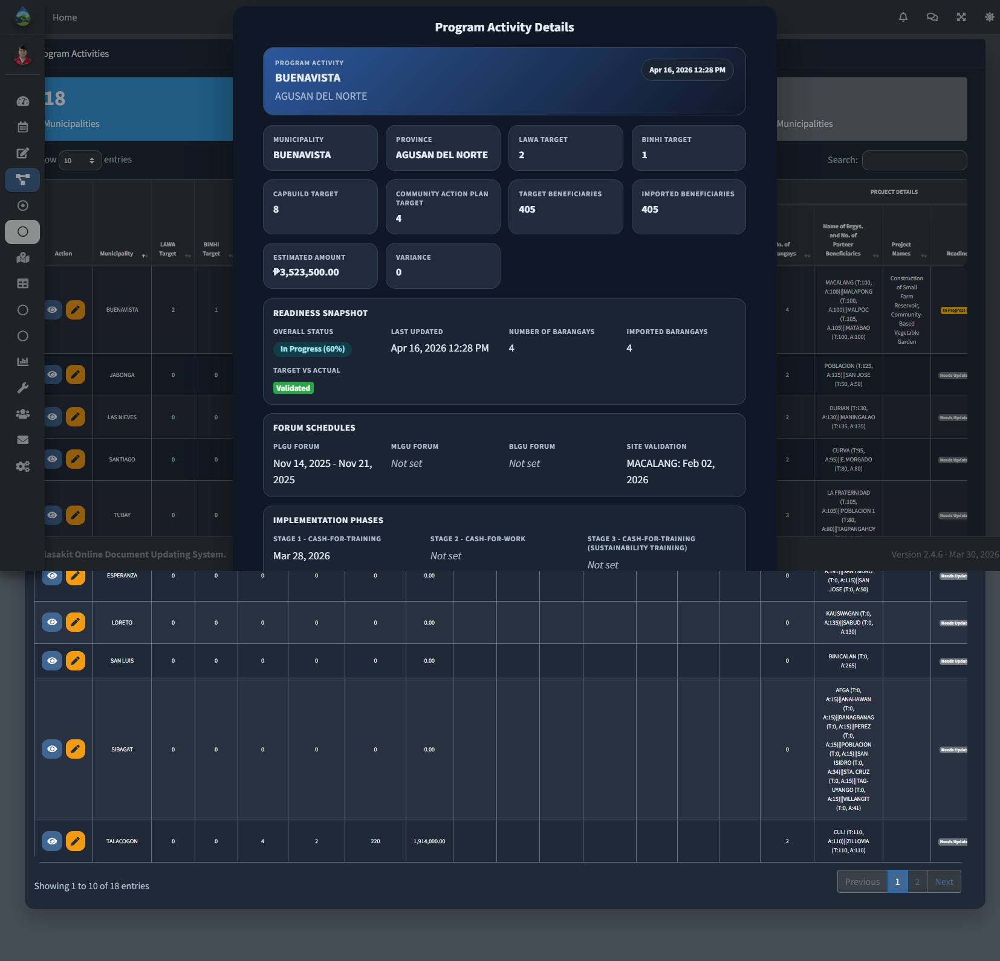 Home
Program Activity Details
ogram Activities
PROGRAM ACTIVITY
BUENAVISTA
AGUSAN DEL NORTE
Apr 16, 2026 12:28 PM
18
Municipalities
Municipalities
ow 10 entries
Search:
MUNICIPALITY
BUENAVISTA
PROVINCE
AGUSAN DEL NORTE
LAWA TARGET
2
BINHI TARGET
1
CAPBUILD TARGET
8
COMMUNITY ACTION PLAN
TARGET
4
TARGET BENEFICIARIES
405
IMPORTED BENEFICIARIES
405
ESTIMATED AMOUNT
₱3,523,500.00
VARIANCE
0
READINESS SNAPSHOT
OVERALL STATUS
In Progress (60%)
LAST UPDATED
Apr 16, 2026 12:28 PM
NUMBER OF BARANGAYS
4
IMPORTED BARANGAYS
4
TARGET VS ACTUAL
Validated
FORUM SCHEDULES
PLGU FORUM
Nov 14, 2025 - Nov 21,
2025
MLGU FORUM
Not set
BLGU FORUM
Not set
SITE VALIDATION
MACALANG: Feb 02,
2026
IMPLEMENTATION PHASES
STAGE 1 - CASH-FOR-TRAINING
Mar 28, 2026
STAGE 2 - CASH-FOR-WORK
Not set
STAGE 3 - CASH-FOR-TRAINING
(SUSTAINABILITY TRAINING)
Not set
PROJECT DETAILS
Action
Municipality
LAWA
Target
BINHI
Target
lo. of
angays
Name of Brgys.
and No. of
Partner
Beneficiaries
Project
Names
Readine
BUENAVISTA 2 1
4
MACALANG (T:100,
A:100)||MALAPONG
(T:100,
A:100)||MALPOC
(T:105,
A:105)||MATABAO
(T:100, A:100)
Construction
of Small
Farm
Reservoir,
Community-
Based
Vegetable
Garden
In Progress
JABONGA 0 0
2
POBLACION (T:125,
A:125)||SAN JOSE
(T:50, A:50)
Needs Update
LAS NIEVES 0 0
2
DURIAN (T:130,
A:130)||MANINGALAO
(T:135, A:135)
Needs Update
SANTIAGO 0 0
2
CURVA (T:95,
A:95)||E.MORGADO
(T:80, A:80)
Needs Update
TUBAY 0 0
3
LA FRATERNIDAD
(T:105,
A:105)||POBLACION 1
(T:80,
A:80)||TAGPANGAHOY
Needs Update
lasakit Online Document Updating System.
Version 2.4.6 · Mar 30, 2026
ESPERANZA 0 0 0 0 0 0.00
0
A:141)||SAN ISIDRO
(T:0, A:115)||SAN
JOSE (T:0, A:50)
Needs Updat
LORETO 0 0 0 0 0 0.00
0
KAUSWAGAN (T:0,
A:135)||SABUD (T:0,
A:130)
Needs Updat
SAN LUIS 0 0 0 0 0 0.00
0
BINICALAN (T:0,
A:265)
Needs Updat
SIBAGAT 0 0 0 0 0 0.00
0
AFGA (T:0,
A:15)||ANAHAWAN
(T:0,
A:15)||BANAGBANAG
(T:0, A:15)||PEREZ
(T:0,
A:15)||POBLACION
(T:0, A:15)||SAN
ISIDRO (T:0,
A:34)||STA. CRUZ
(T:0, A:15)||TAG-
UYANGO (T:0,
A:15)||VILLANGIT
(T:0, A:41)
Needs Updat
TALACOGON 0 0 4 2 220 1,914,000.00
2
CULI (T:110,
A:110)||ZILLOVIA
(T:110, A:110)
Needs Updat
Showing 1 to 10 of 18 entries
Previous 1 2 Next